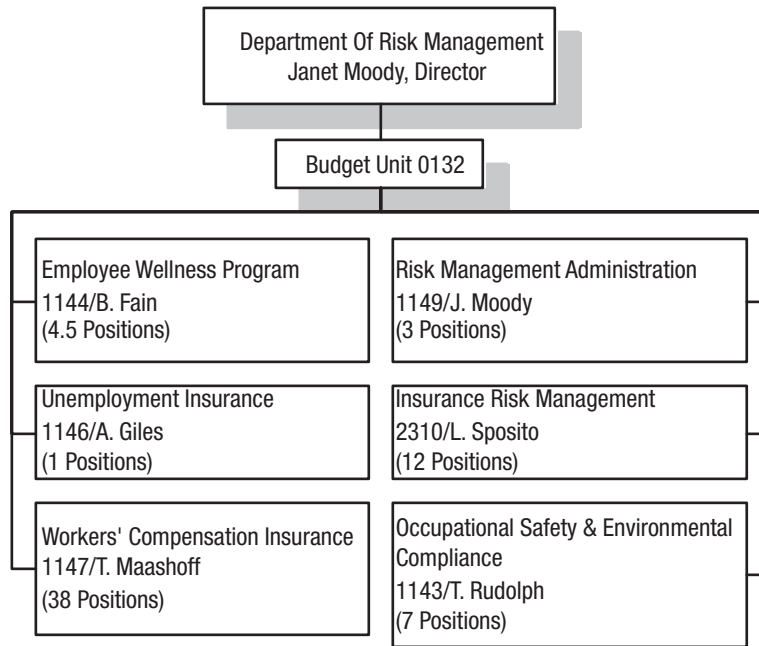 Department Of Risk Management
Janet Moody, Director
Budget Unit 0132
Employee Wellness Program
1144/B. Fain
(4.5 Positions)
Risk Management Administration
1149/J. Moody
(3 Positions)
Unemployment Insurance
1146/A. Giles
(1 Positions)
Insurance Risk Management
2310/L. Sposito
(12 Positions)
Workers' Compensation Insurance
1147/T. Maashoff
(38 Positions)
Occupational Safety & Environmental
Compliance
1143/T. Rudolph
(7 Positions)